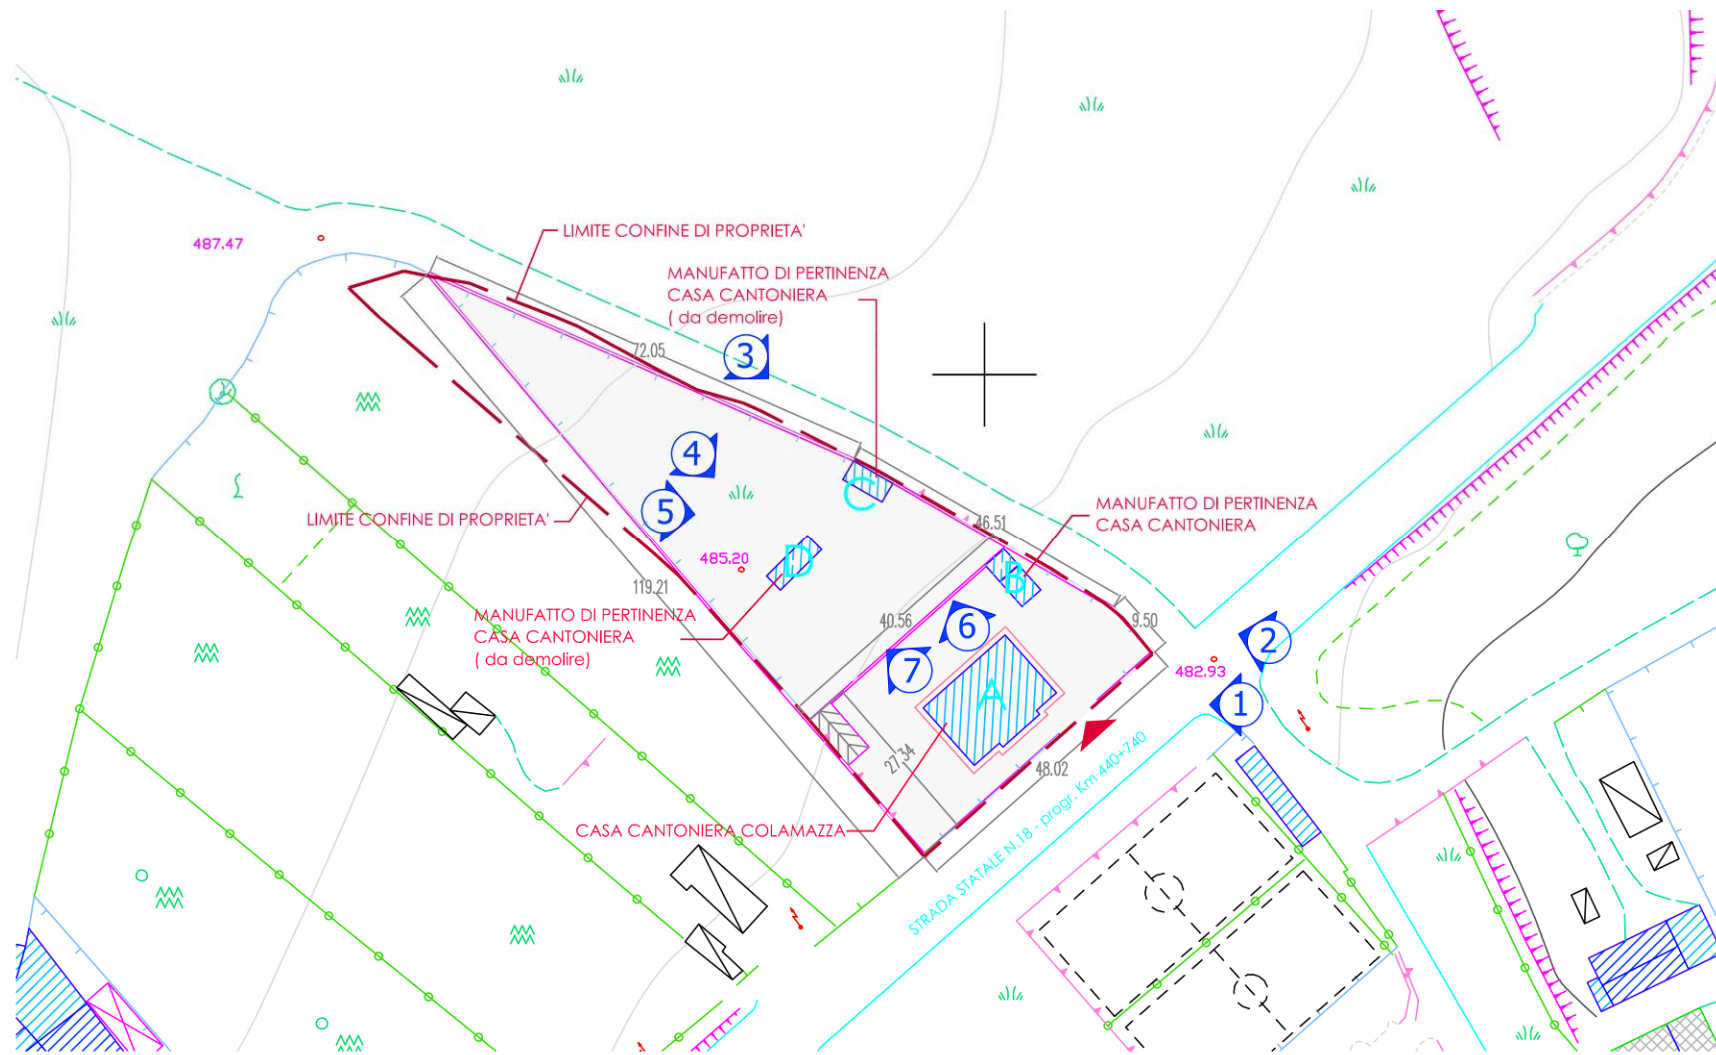 487.47
LIMITE CONFINE DI PROPRIETA'
MANUFATTO DI PERTINENZA
CASA CANTONIERA
( da demolire)
72.05
3
4
5
C
46.51
MANUFATTO DI PERTINENZA
CASA CANTONIERA
LIMITE CONFINE DI PROPRIETA'
485.20
D
B
119.21
MANUFATTO DI PERTINENZA
CASA CANTONIERA
( da demolire)
40.56
6
9.50
2
7
482.93
A
1
27,34
48.02
CASA CANTONIERA COLAMAZZA
STRADA STATALE N.18 - progr. Km 440+740